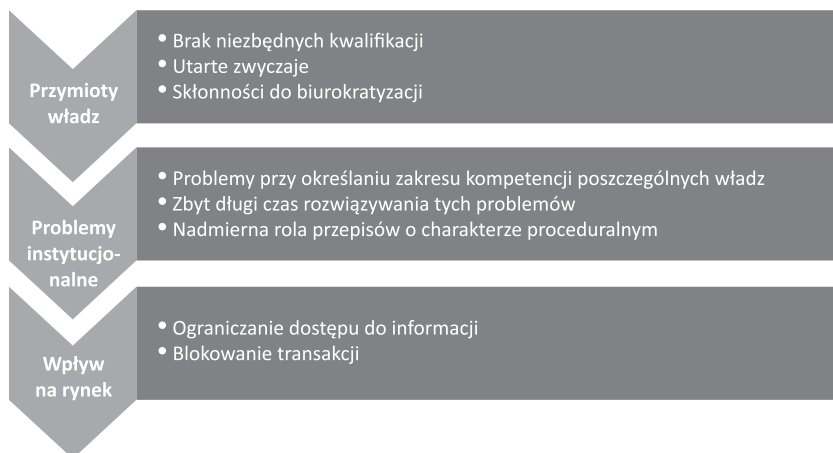 Przymioty
władz
• Brak niezbędnych kwalifikacji
• Utarte zwyczaje
• Skłonności do biurokratyzacji
Problemy
instytucjo-
nalne
• Problemy przy określaniu zakresu kompetencji poszczególnych władz
• Zbyt długi czas rozwiązywania tych problemów
• Nadmierna rola przepisów o charakterze proceduralnym
Wpływ
na rynek
• Ograniczanie dostępu do informacji
• Blokowanie transakcji